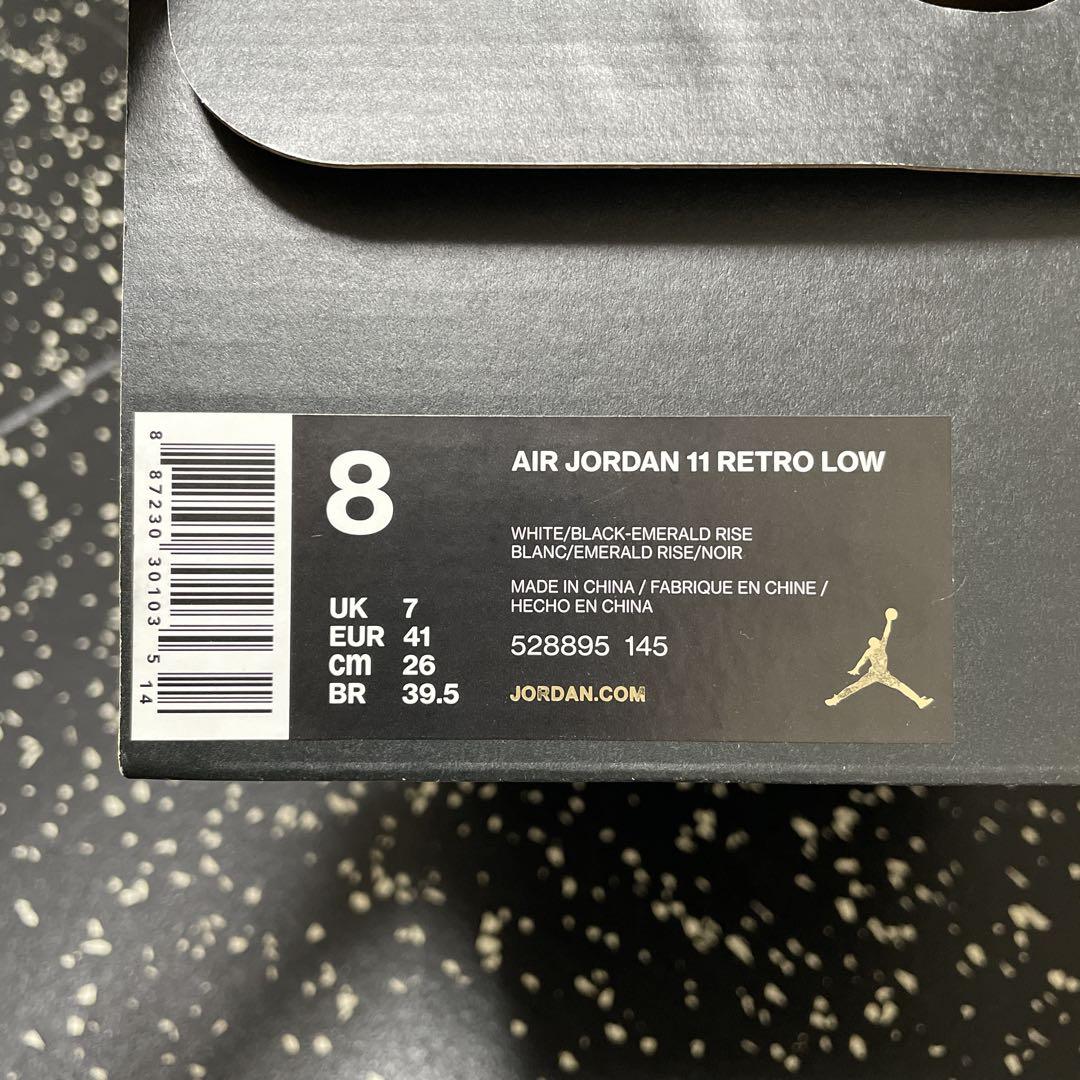 8 87230 30103 5 14
8
UK 7
EUR 41
cm 26
BR 39.5
AIR JORDAN 11 RETRO LOW
WHITE/BLACK-EMERALD RISE
BLANC/EMERALD RISE/NOIR
MADE IN CHINA / FABRIQUE EN CHINE /
HECHO EN CHINA
528895 145
JORDAN.COM